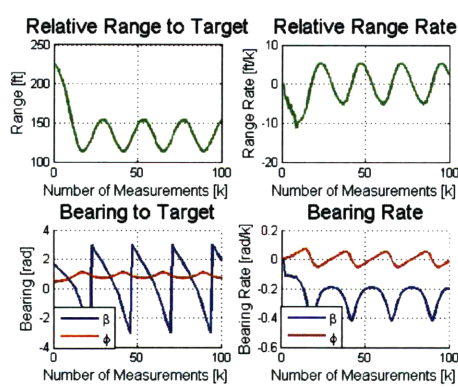 Relative Range to Target
Range [ft]
250
200
150
100
0
50
100
Number of Measurements [k]
Relative Range Rate
Range Rate [ft/k]
10
0
-10
-20
0
50
100
Number of Measurements [k]
Bearing to Target
Bearing [rad]
4
2
0
-2
-4
β
φ
0
50
100
Number of Measurements [k]
Bearing Rate
Bearing Rate [rad/k]
0.2
0
-0.2
-0.4
-0.6
β
φ
0
50
100
Number of Measurements [k]